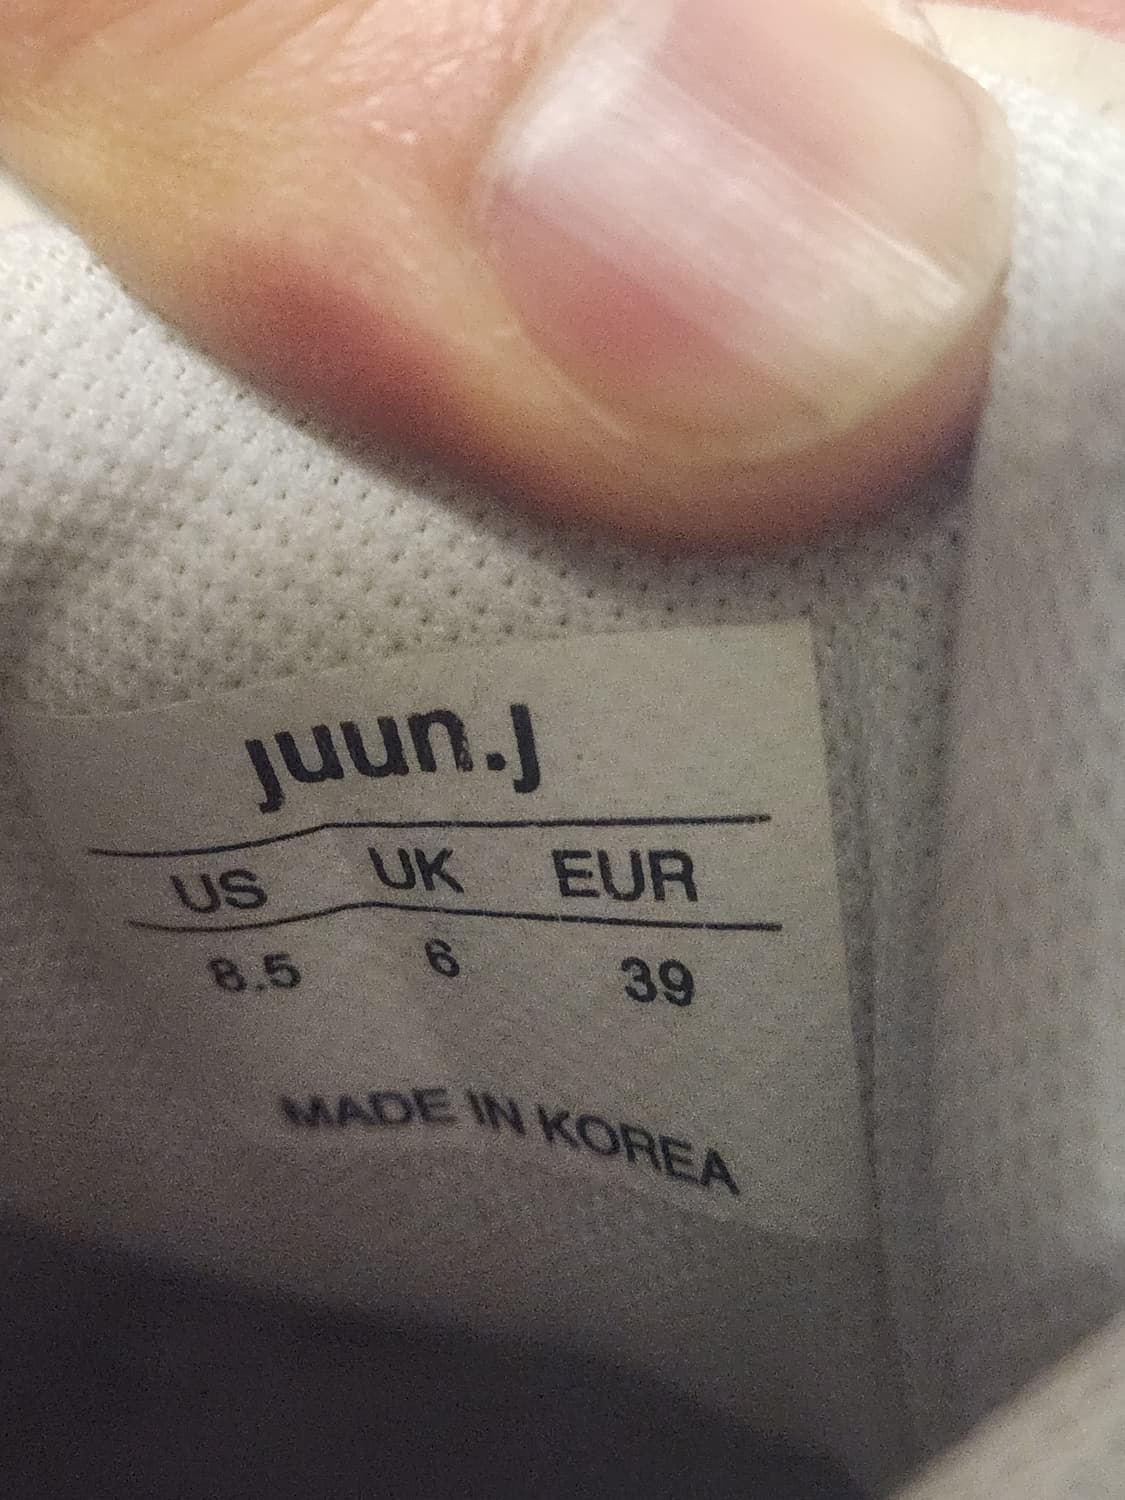 juun.j
US UK EUR
8.5 6 39
MADE IN KOREA